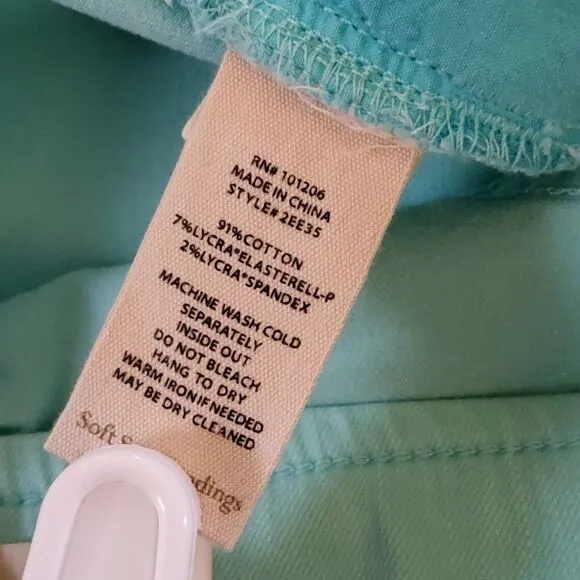 RN# 101206
MADE IN CHINA
STYLE# 2EE35
91%COTTON
7%LYCRA®ELASTERELL-P
2%LYCRA®SPANDEX
MACHINE WASH COLD
SEPARATELY
INSIDE OUT
DO NOT BLEACH
HANG TO DRY
WARM IRON IF NEEDED
MAY BE DRY CLEANED
Soft